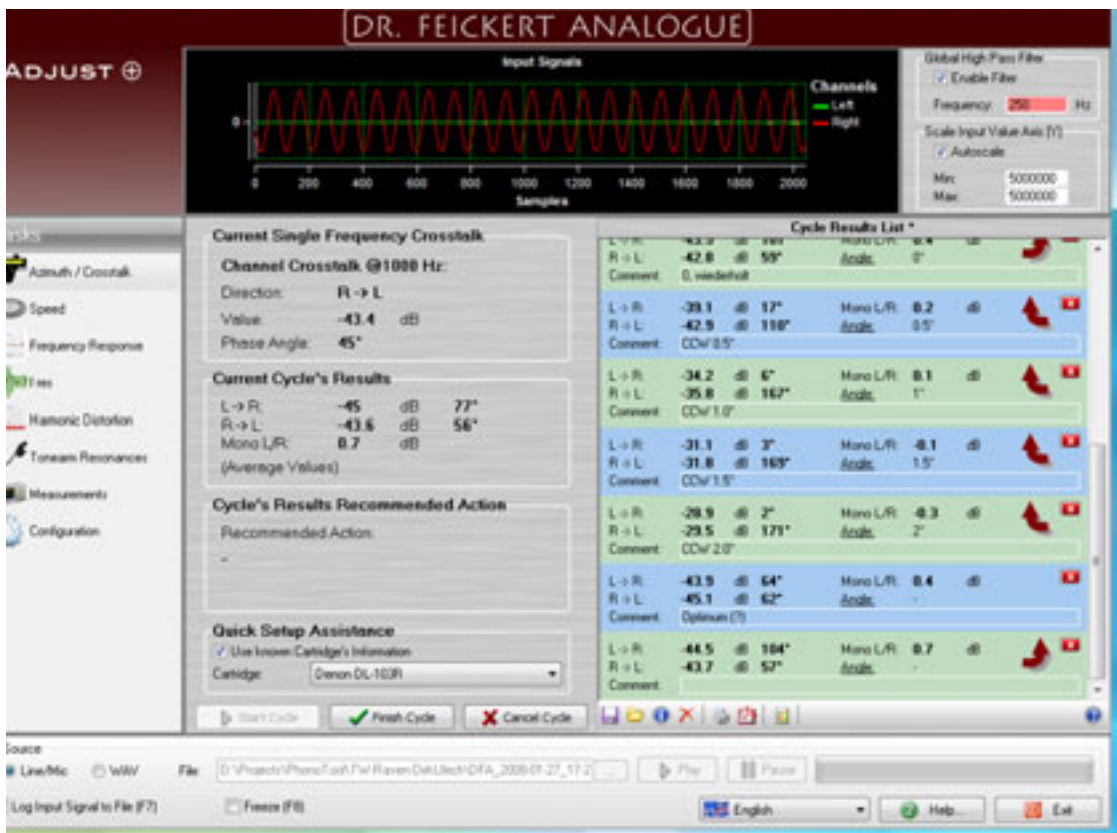 DR. FEICKERT ANALOGUE
ADJUST
Input Signals
Channels
Left
Right
0
0 200 400 600 800 1000 1200 1400 1600 1800 2000
Samples
Global High Pass Filter
Enable Filter
Frequency: 250 Hz
Scale Input Value Axis (Y)
Autoscale
Min: 5000000
Max: 5000000
Azimuth / Crosstalk
Speed
Frequency Response
Harmonic Distortion
Tonearm Resonances
Measurements
Configuration
Current Single Frequency Crosstalk
Channel Crosstalk @1000 Hz:
Direction: R -> L
Value: -43.4 dB
Phase Angle: 45°
Current Cycle's Results
L -> R: -45 dB 77°
R -> L: -43.6 dB 56°
Mono L/R: 0.7 dB
(Average Values)
Cycle's Results Recommended Action
Recommended Action:
-
Quick Setup Assistance
Use known Cartridge's Information
Cartridge: Denon DL-103R
Start Cycle Finish Cycle Cancel Cycle
Cycle Results List *
R -> L: -42.8 dB 59° Angle: 0°
Comment: 0, wiederholt
L -> R: -39.1 dB 17° Mono L/R: 0.2 dB
R -> L: -42.9 dB 110° Angle: 0.5°
Comment: CCW 0.5°
L -> R: -34.2 dB 6° Mono L/R: 0.1 dB
R -> L: -35.8 dB 167° Angle: 1°
Comment: CCW 1.0°
L -> R: -31.1 dB 3° Mono L/R: -0.1 dB
R -> L: -31.8 dB 169° Angle: 1.5°
Comment: CCW 1.5°
L -> R: -28.9 dB 2° Mono L/R: -0.3 dB
R -> L: -29.5 dB 171° Angle: 2°
Comment: CCW 2.0°
L -> R: -43.9 dB 64° Mono L/R: 0.4 dB
R -> L: -45.1 dB 62° Angle: -
Comment: Optimum (?)
L -> R: -44.5 dB 104° Mono L/R: 0.7 dB
R -> L: -43.7 dB 57° Angle: -
Comment:
Source
Line/Mic WAV File: Play Pause
Log Input Signal to File (F7) Freeze (F8) English Help... Exit